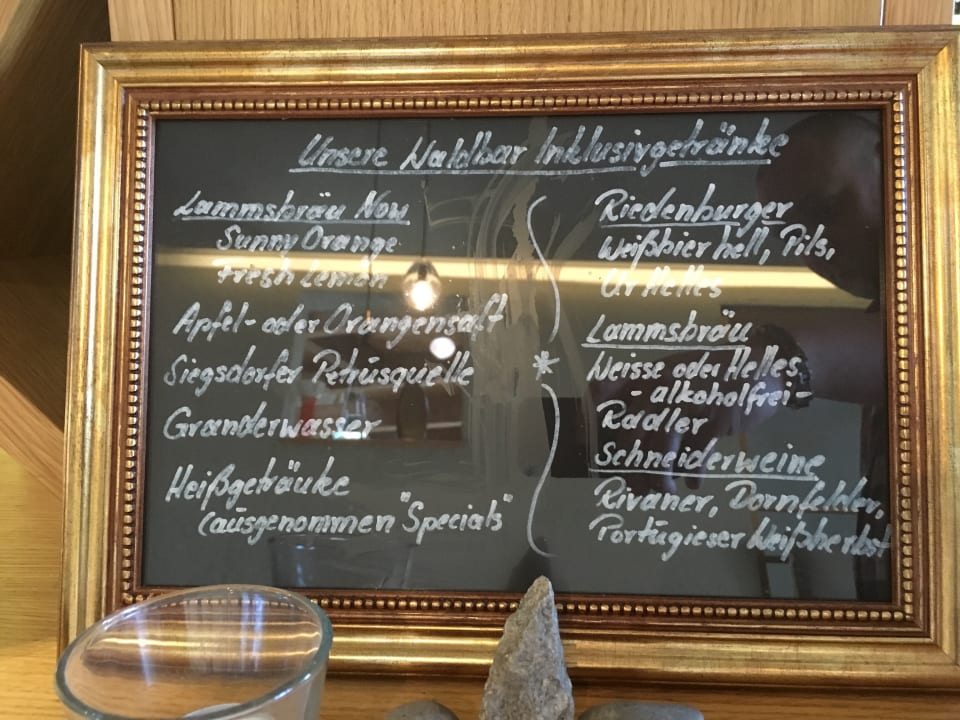 Unsere Waldbar Inklusivgetränke
Lammsbräu Now
Sunny Orange
Fresh Lemon
Apfel- oder Orangensaft
Siegsdorfer Petrusquelle
Granderwasser
Heißgetränke
(ausgenommen "Specials"
*
Riedenburger
Weißbier hell, Pils,
Ur Helles
Lammsbräu
Weisse oder Helles
- alkoholfrei -
Radler
Schneiderweine
Rivaner, Dornfelder,
Portugieser Weißherbst